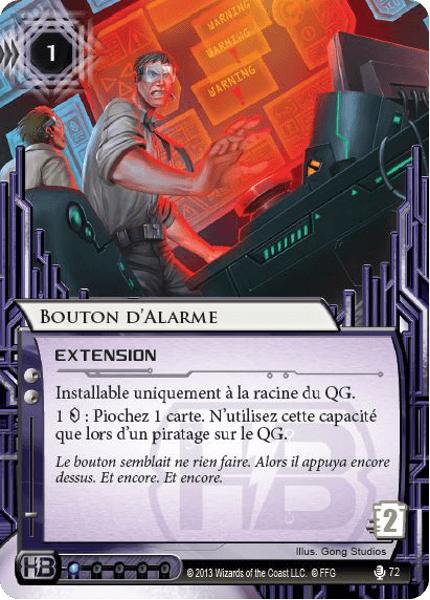 1
WARNING
WARNING
WARNING
WARNING
BOUTON D'ALARME
EXTENSION
Installable uniquement à la racine du QG.
1 : Piochez 1 carte. N'utilisez cette capacité
que lors d'un piratage sur le QG.
Le bouton semblait ne rien faire. Alors il appuya encore
dessus. Et encore. Et encore.
2
Illus. Gong Studios
HB
© 2013 Wizards of the Coast LLC. © FFG
72